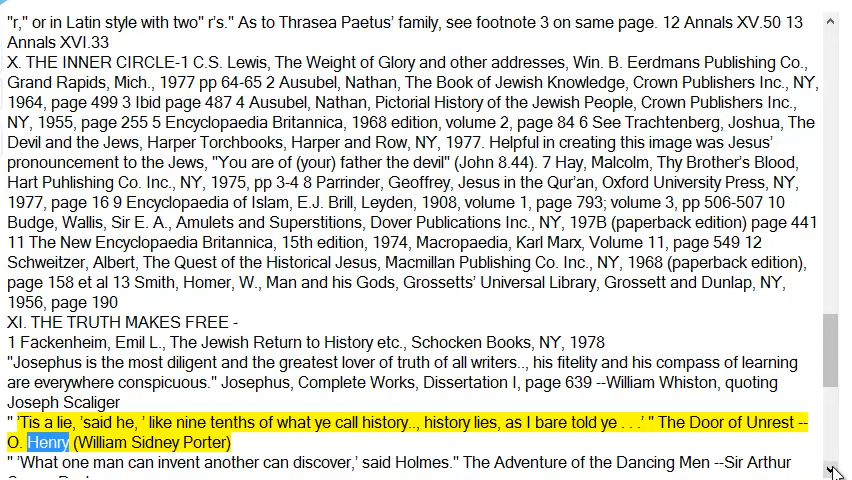 "r," or in Latin style with two" r's." As to Thrasea Paetus' family, see footnote 3 on same page. 12 Annals XV.50 13
Annals XVI.33
X. THE INNER CIRCLE-1 C.S. Lewis, The Weight of Glory and other addresses, Win. B. Eerdmans Publishing Co.,
Grand Rapids, Mich., 1977 pp 64-65 2 Ausubel, Nathan, The Book of Jewish Knowledge, Crown Publishers Inc., NY,
1964, page 499 3 Ibid page 487 4 Ausubel, Nathan, Pictorial History of the Jewish People, Crown Publishers Inc.,
NY, 1955, page 255 5 Encyclopaedia Britannica, 1968 edition, volume 2, page 84 6 See Trachtenberg, Joshua, The
Devil and the Jews, Harper Torchbooks, Harper and Row, NY, 1977. Helpful in creating this image was Jesus'
pronouncement to the Jews, "You are of (your) father the devil" (John 8.44). 7 Hay, Malcolm, Thy Brother's Blood,
Hart Puhlishing Co. Inc., NY, 1975, pp 3-4 8 Parrinder, Geoffrey, Jesus in the Qur'an, Oxford University Press, NY,
1977, page 16 9 Encyclopaedia of Islam, E.J. Brill, Leyden, 1908, volume 1, page 793; volume 3, pp 506-507 10
Budge, Wallis, Sir E. A., Amulets and Superstitions, Dover Publications Inc., NY, 197B (paperback edition) page 441
11 The New Encyclopaedia Britannica, 15th edition, 1974, Macropaedia, Karl Marx, Volume 11, page 549 12
Schweitzer, Albert, The Quest of the Historical Jesus, Macmillan Publishing Co. Inc., NY, 1968 (paperback edition),
page 158 et al 13 Smith, Homer, W., Man and his Gods, Grossetts' Universal Library, Grossett and Dunlap, NY,
1956, page 190
XI. THE TRUTH MAKES FREE -
1 Fackenheim, Emil L., The Jewish Return to History etc., Schocken Books, NY, 1978
"Josephus is the most diligent and the greatest lover of truth of all writers.., his fitelity and his compass of learning
are everywhere conspicuous." Josephus, Complete Works, Dissertation I, page 639 --William Whiston, quoting
Joseph Scaliger
" 'Tis a lie, 'said he, ' like nine tenths of what ye call history.., history lies, as I bare told ye . . .' " The Door of Unrest --
O. Henry (William Sidney Porter)
" 'What one man can invent another can discover,' said Holmes." The Adventure of the Dancing Men --Sir Arthur